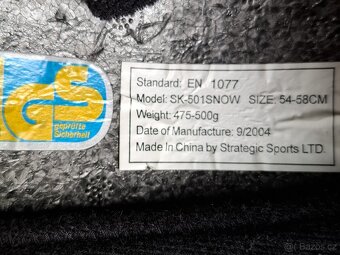 geprüfte
Sicherheit
Standard: EN 1077
Model: SK-501SNOW SIZE: 54-58CM
Weight: 475-500g
Date of Manufacture: 9/2004
Made In China by Strategic Sports LTD.
© Bazos.cz